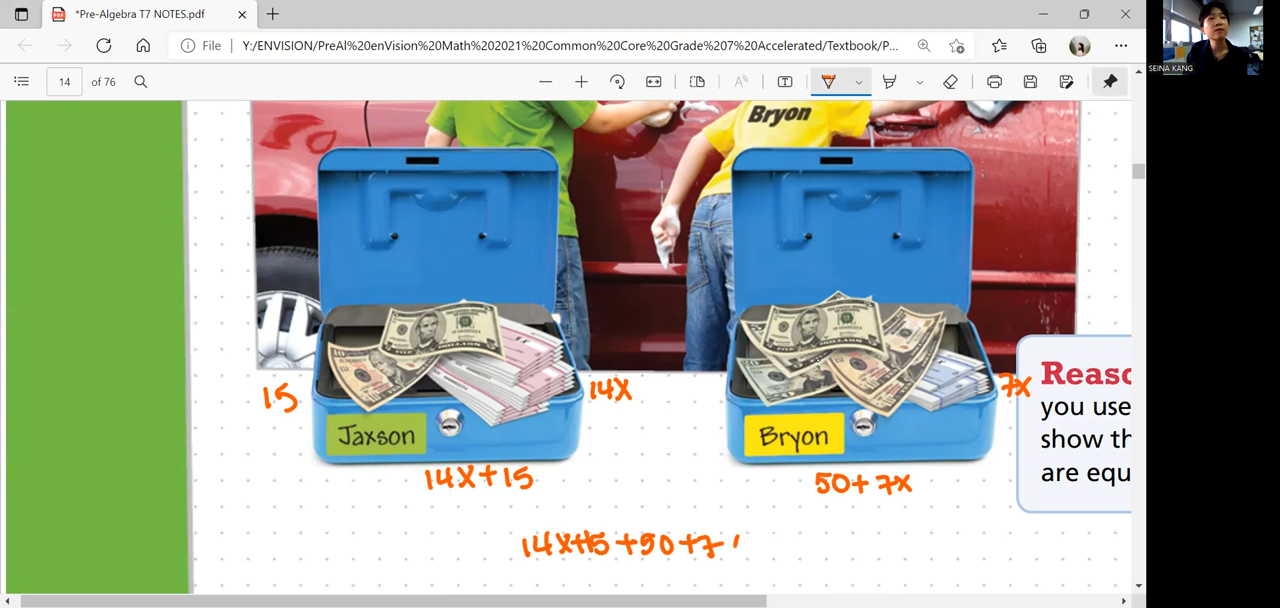 *Pre-Algebra T7 NOTES.pdf
File Y:/ENVISION/PreAl%20enVision%20Math%202021%20Common%20Core%20Grade%207%20Accelerated/Textbook/P...
14 of 76
SEINA KANG
Bryon
15
14X
7X
Jaxson
Bryon
14X+15
50+7X
14X+15+50+7
Reaso
you use
show th
are equ